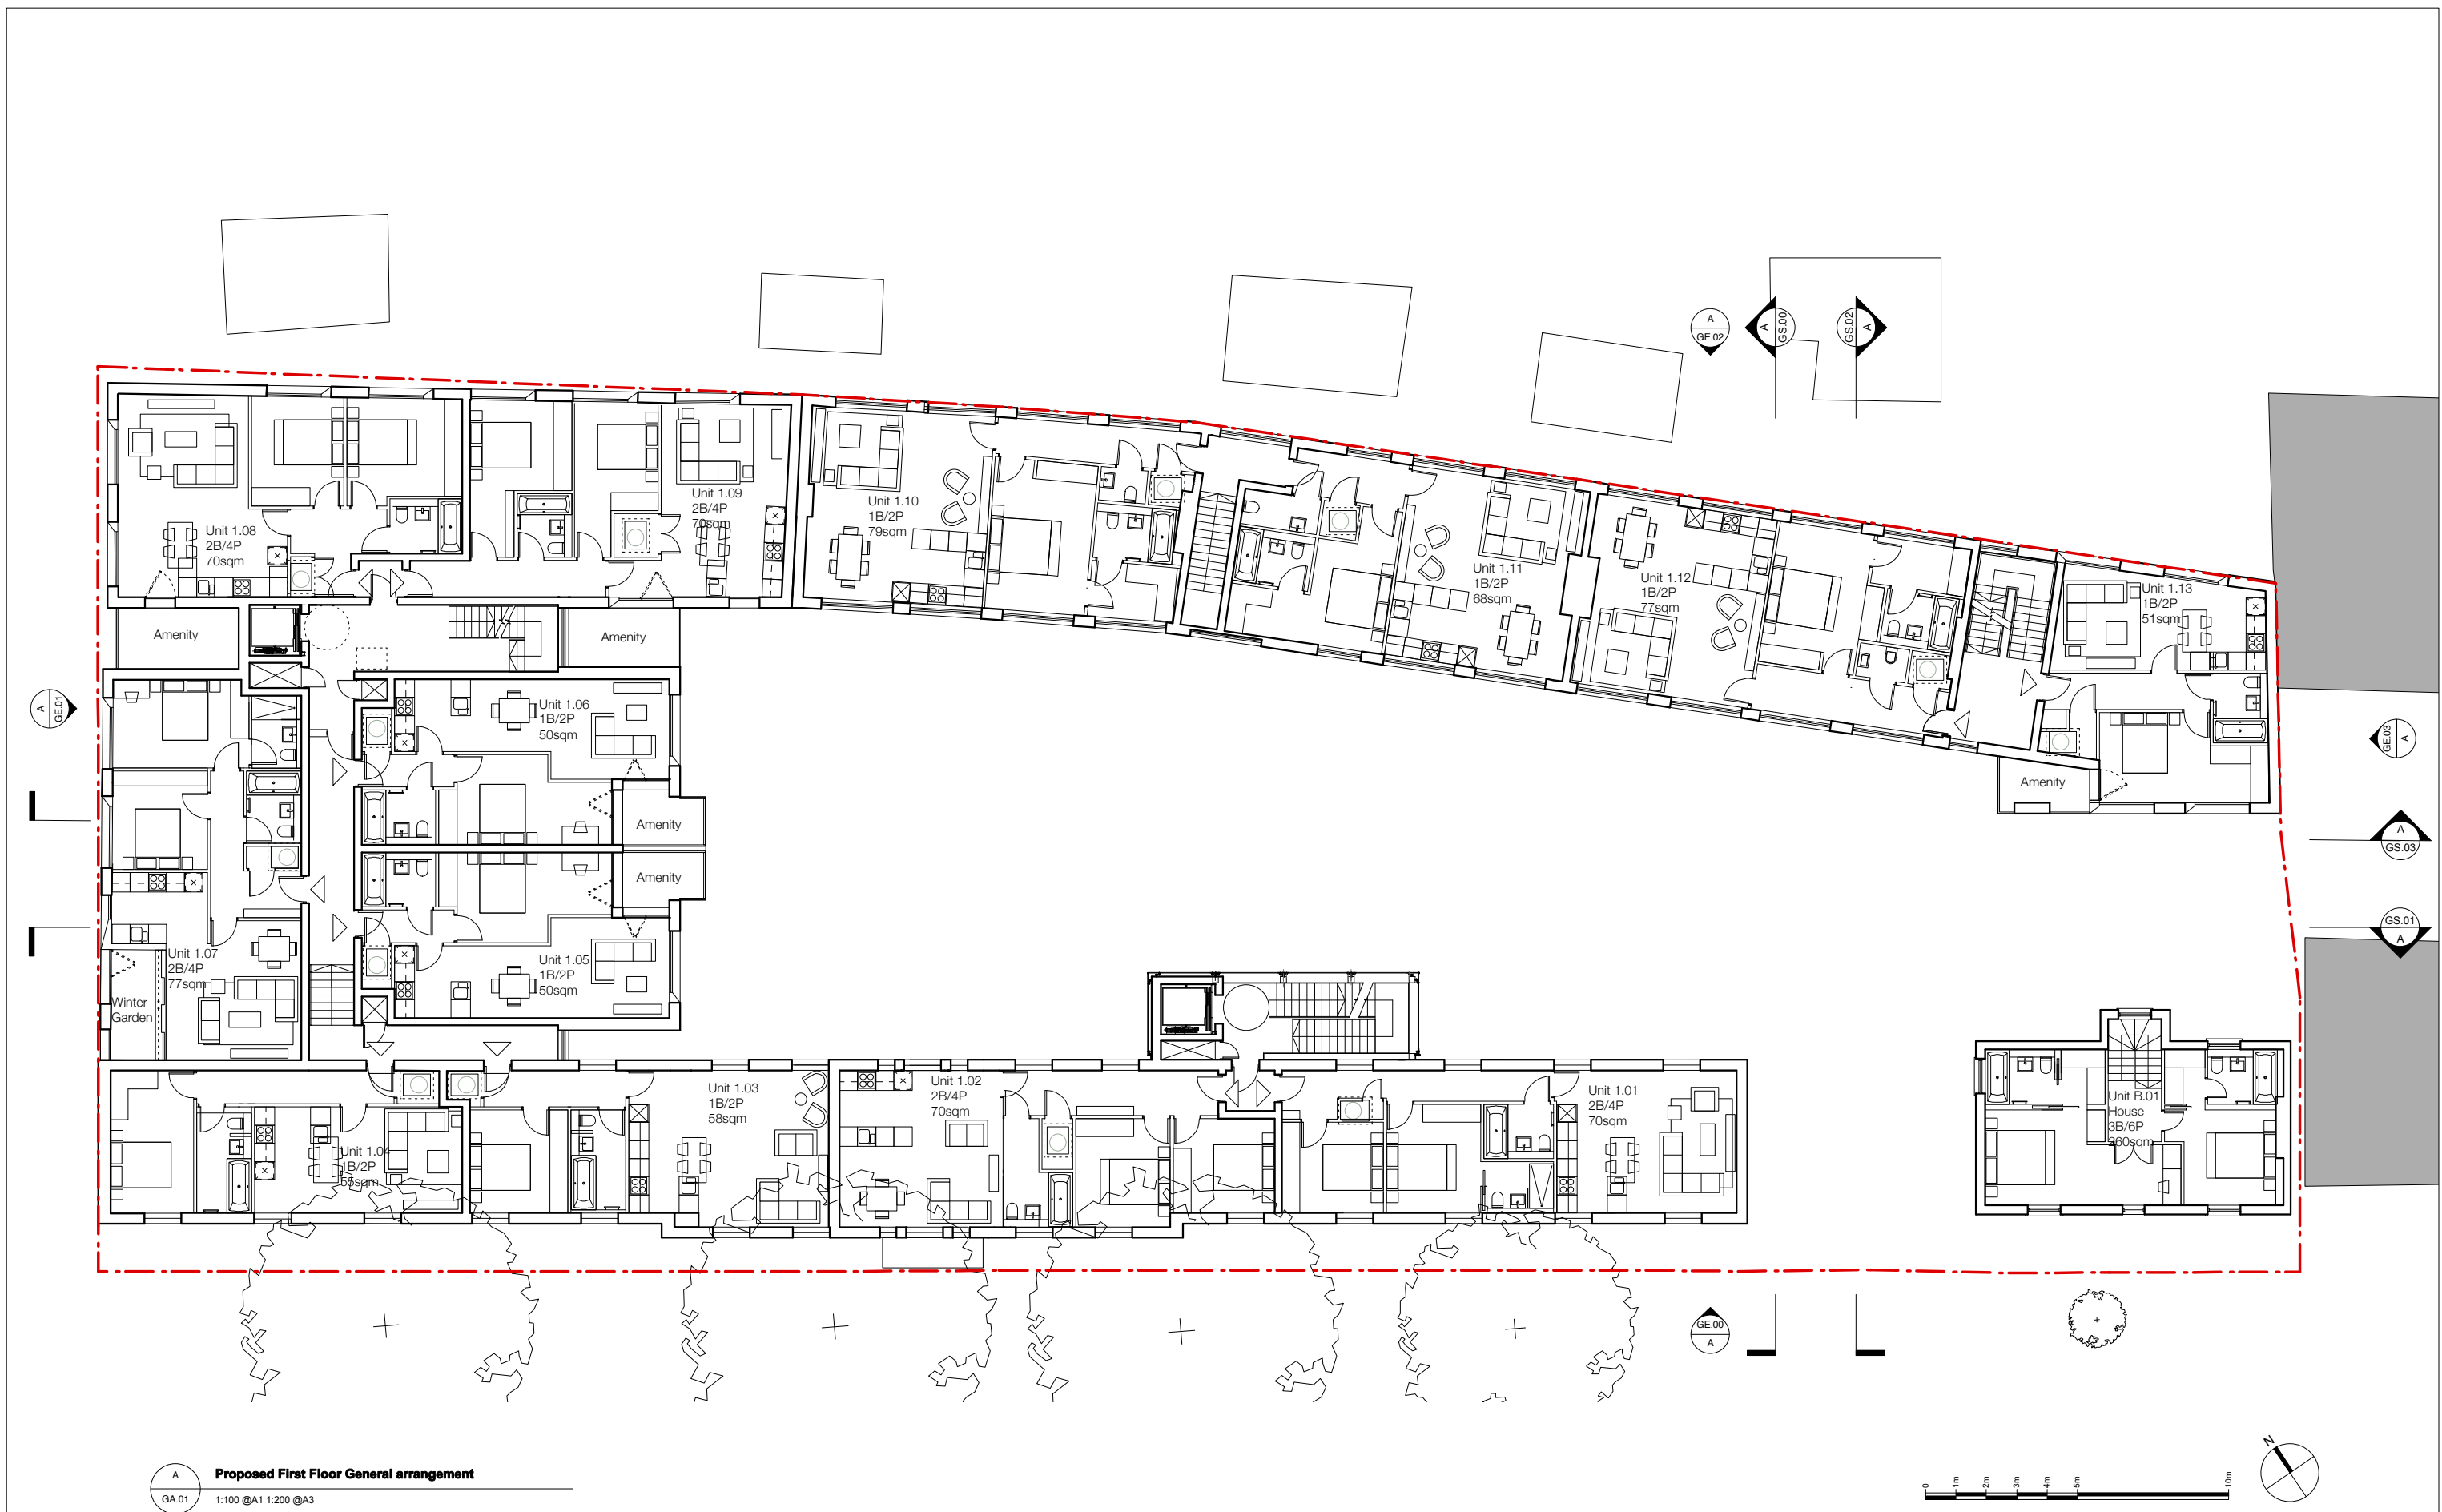 A
GE.02
A
GS.00
GS.02
A
Unit 1.08
2B/4P
70sqm
Unit 1.09
2B/4P
70sqm
Unit 1.10
1B/2P
79sqm
Unit 1.11
1B/2P
68sqm
Unit 1.12
1B/2P
77sqm
Unit 1.13
1B/2P
51sqm
Amenity
Amenity
A
GE.01
Unit 1.06
1B/2P
50sqm
GE.03
A
Amenity
Amenity
Amenity
A
GS.03
GS.01
A
Unit 1.07
2B/4P
77sqm
Winter
Garden
Unit 1.05
1B/2P
50sqm
Unit 1.04
1B/2P
55sqm
Unit 1.03
1B/2P
58sqm
Unit 1.02
2B/4P
70sqm
Unit 1.01
2B/4P
70sqm
Unit B.01
House
3B/6P
260sqm
GE.00
A
A
GA.01
Proposed First Floor General arrangement
1:100 @A1 1:200 @A3
0
1m
2m
3m
4m
5m
10m
N